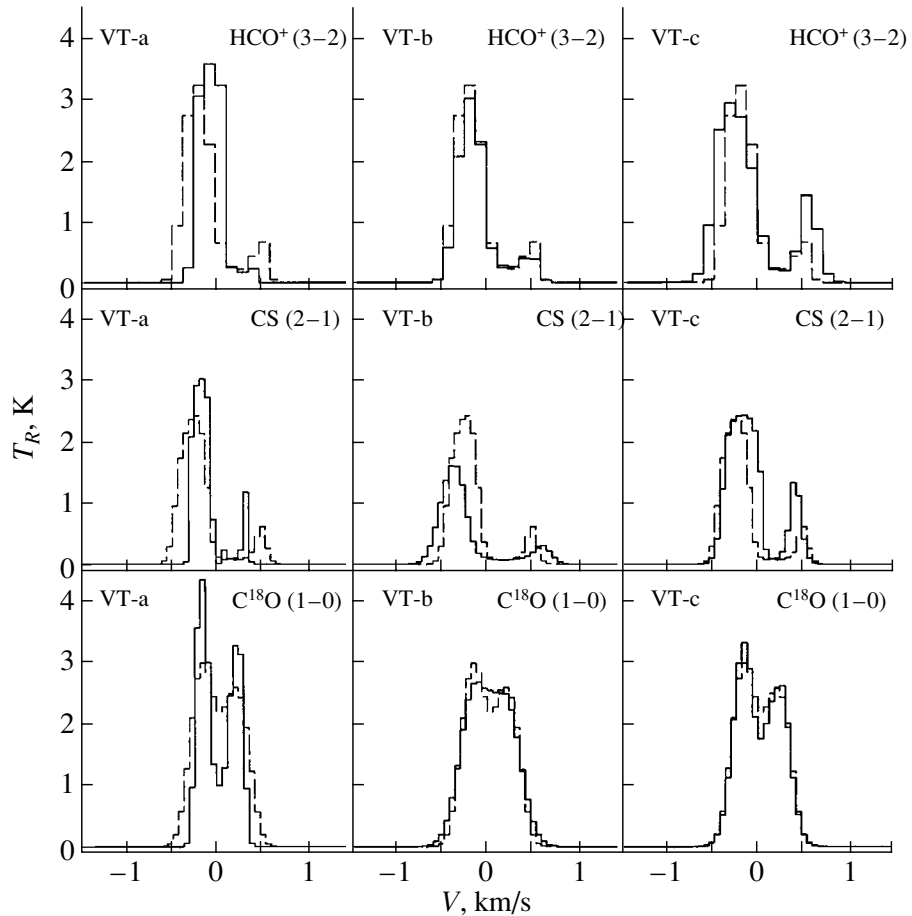 4 VT-a HCO⁺ (3–2) VT-b HCO⁺ (3–2) VT-c HCO⁺ (3–2)
3
2
1
0
4 VT-a CS (2–1) VT-b CS (2–1) VT-c CS (2–1)
3
2
1
0
T_R, K
4 VT-a C¹⁸O (1–0) VT-b C¹⁸O (1–0) VT-c C¹⁸O (1–0)
3
2
1
0
−1 0 1 −1 0 1 −1 0 1
V, km/s